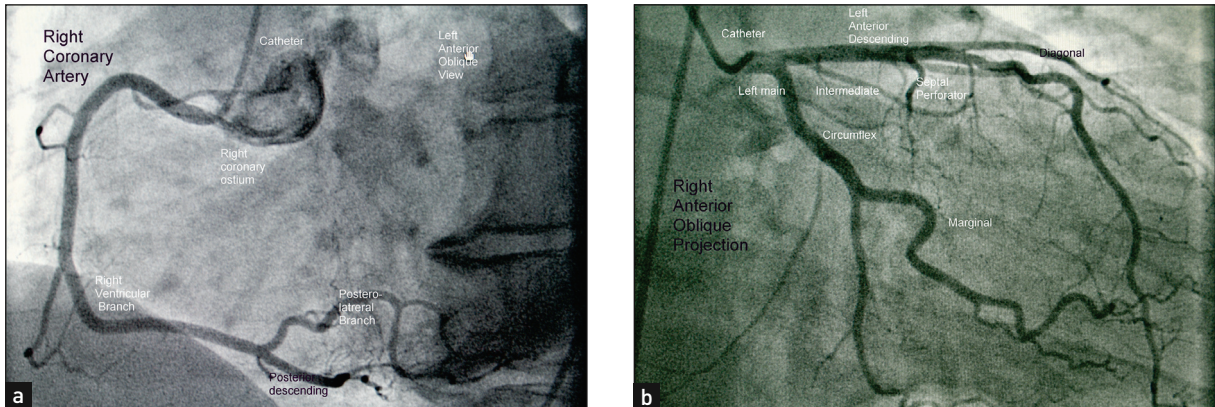 Right
Coronary
Artery
Catheter
Left
Anterior
Oblique
View
Right
coronary
ostium
Right
Ventricular
Branch
Postero-
latreral
Branch
Posterior
descending
a
Catheter
Left
Anterior
Descending
Diagonal
Left main
Intermediate
Septal
Perforator
Circumflex
Right
Anterior
Oblique
Projection
Marginal
b